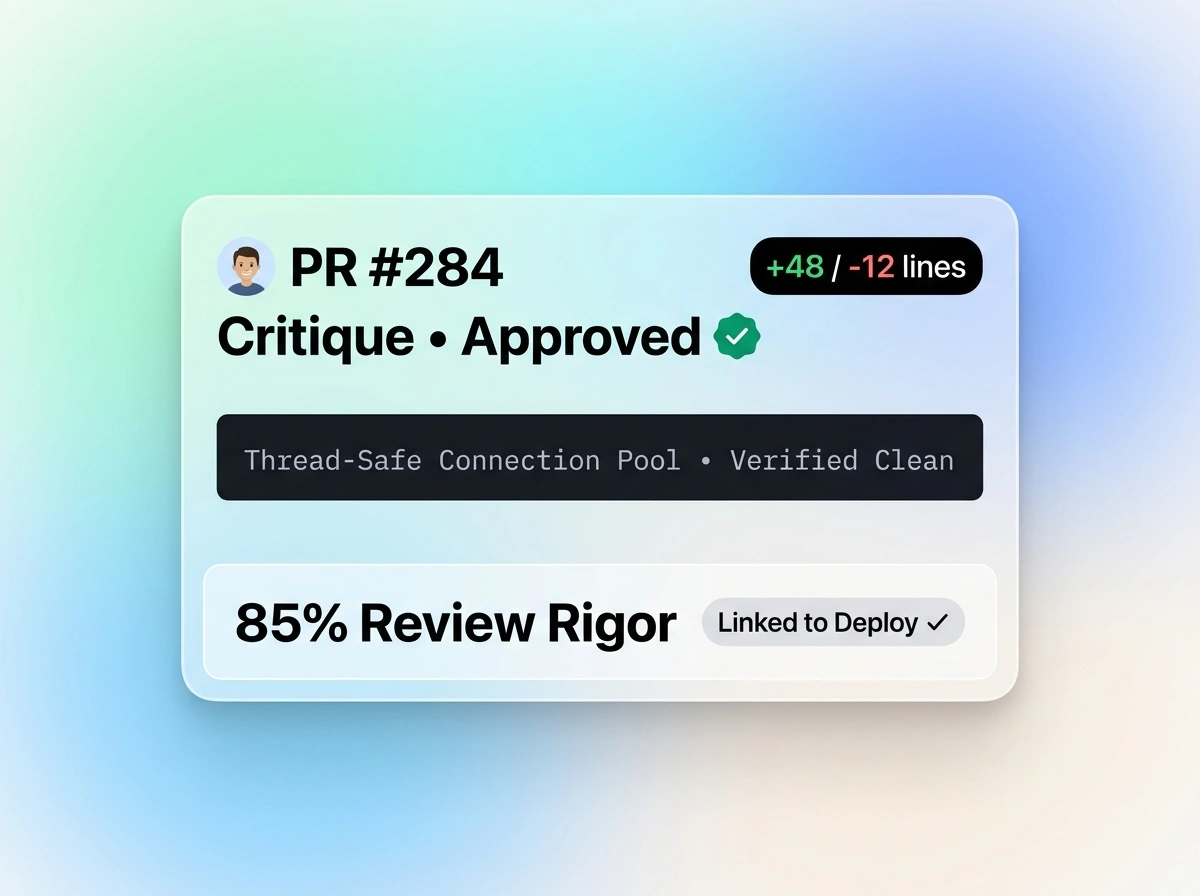 PR #284
+48 / -12 lines
Critique • Approved
Thread-Safe Connection Pool • Verified Clean
85% Review Rigor
Linked to Deploy ✓